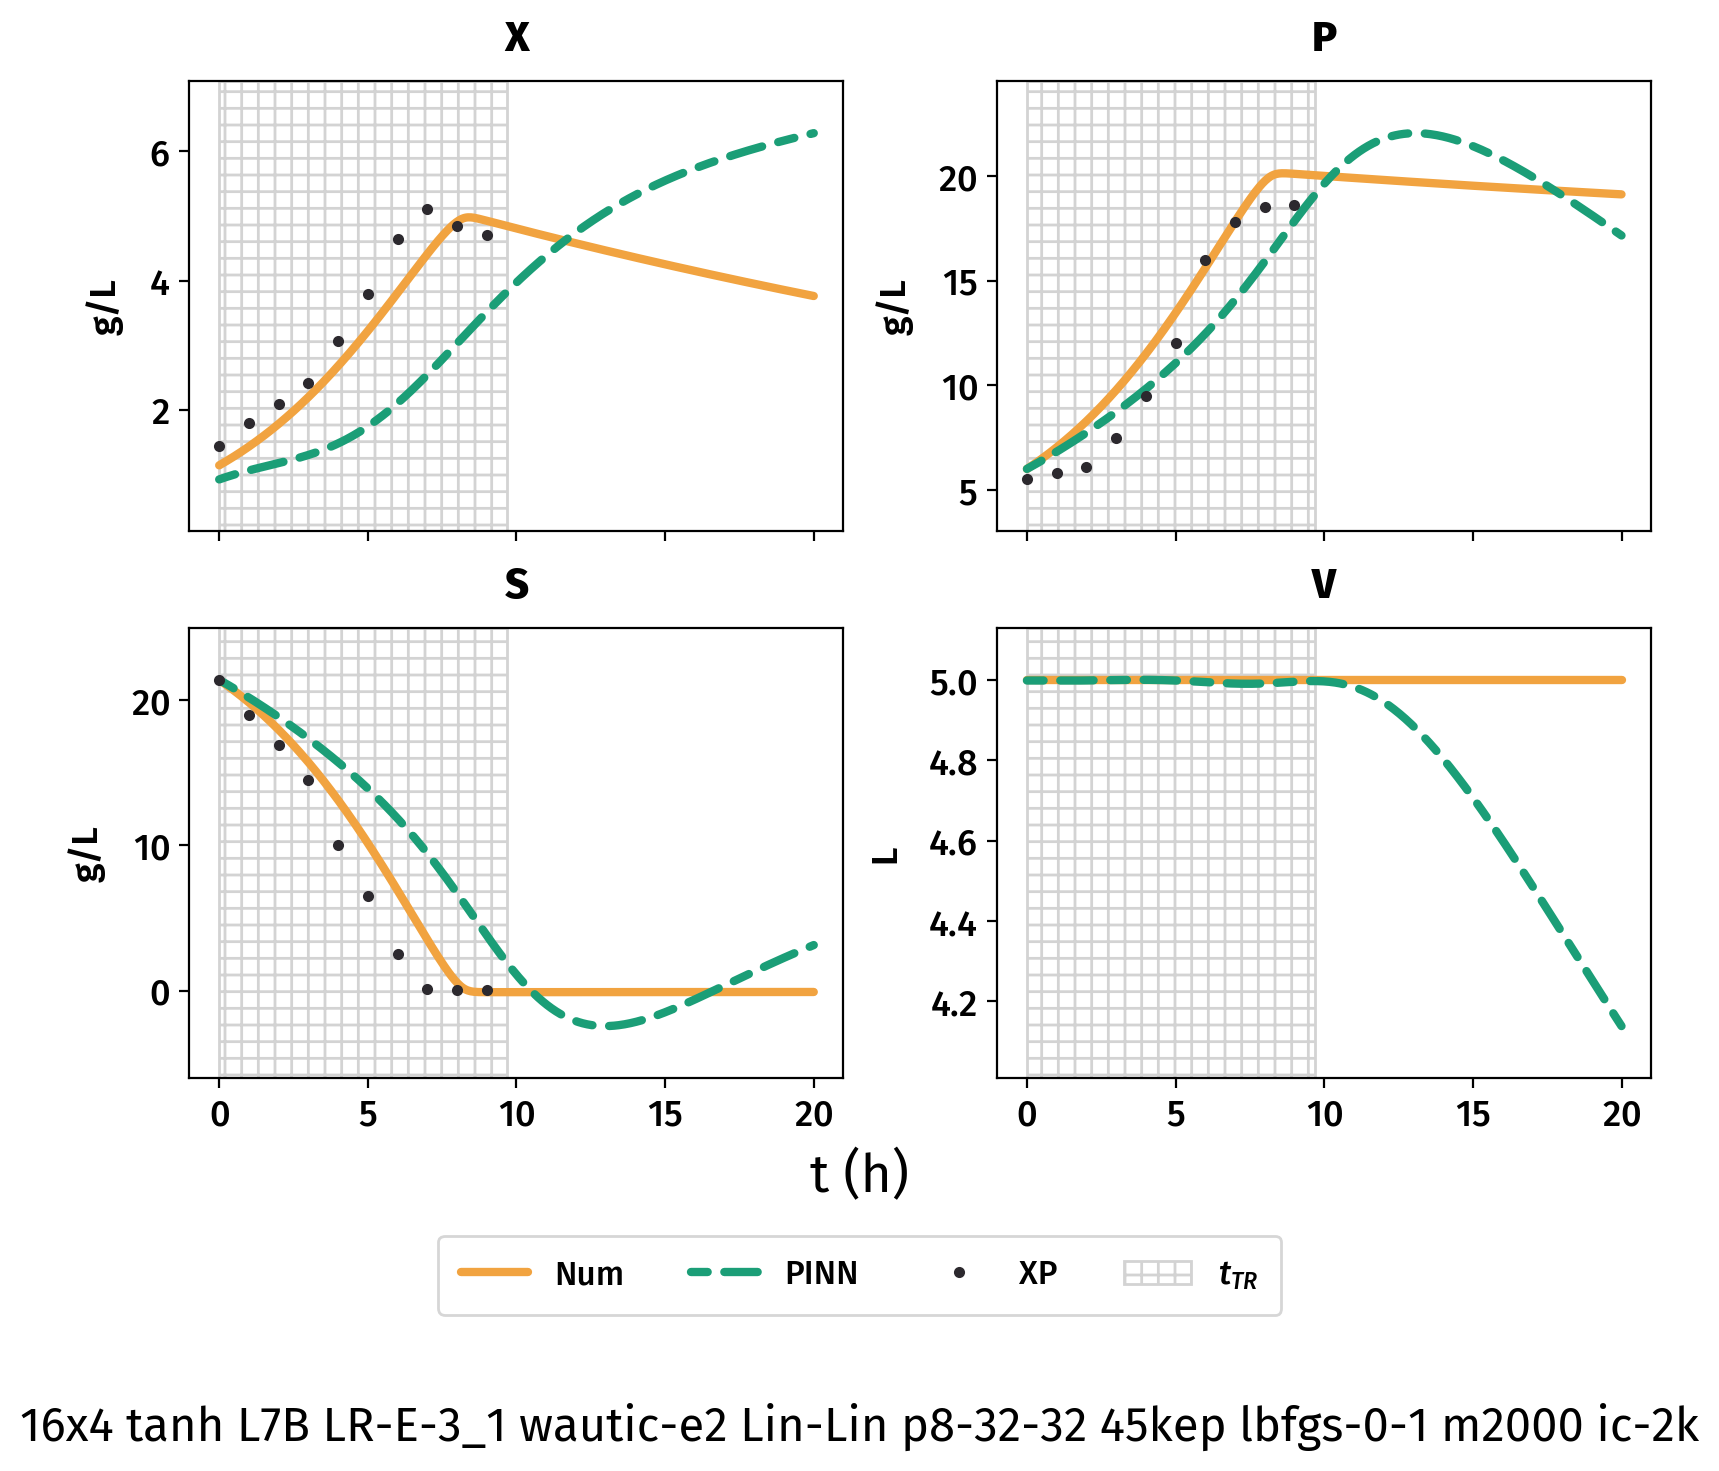 X
P
6
4
2
g/L
20
15
10
5
g/L
S
V
20
10
0
g/L
5.0
4.8
4.6
4.4
4.2
L
0 5 10 15 20
0 5 10 15 20
t (h)
Num PINN XP tTR
16x4 tanh L7B LR-E-3_1 wautic-e2 Lin-Lin p8-32-32 45kep lbfgs-0-1 m2000 ic-2k